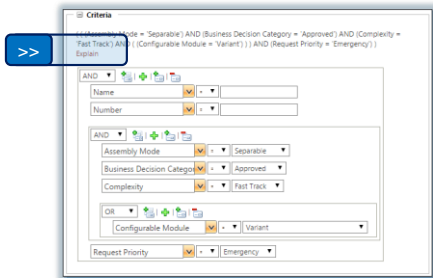 Criteria
( ( (Assembly Mode = 'Separable') AND (Business Decision Category = 'Approved') AND (Complexity =
'Fast Track') AND ( (Configurable Module = 'Variant') ) ) AND (Request Priority = 'Emergency') )
>>
Explain
AND
Name
Number
AND
Assembly Mode = Separable
Business Decision Categor = Approved
Complexity = Fast Track
OR
Configurable Module = Variant
Request Priority = Emergency